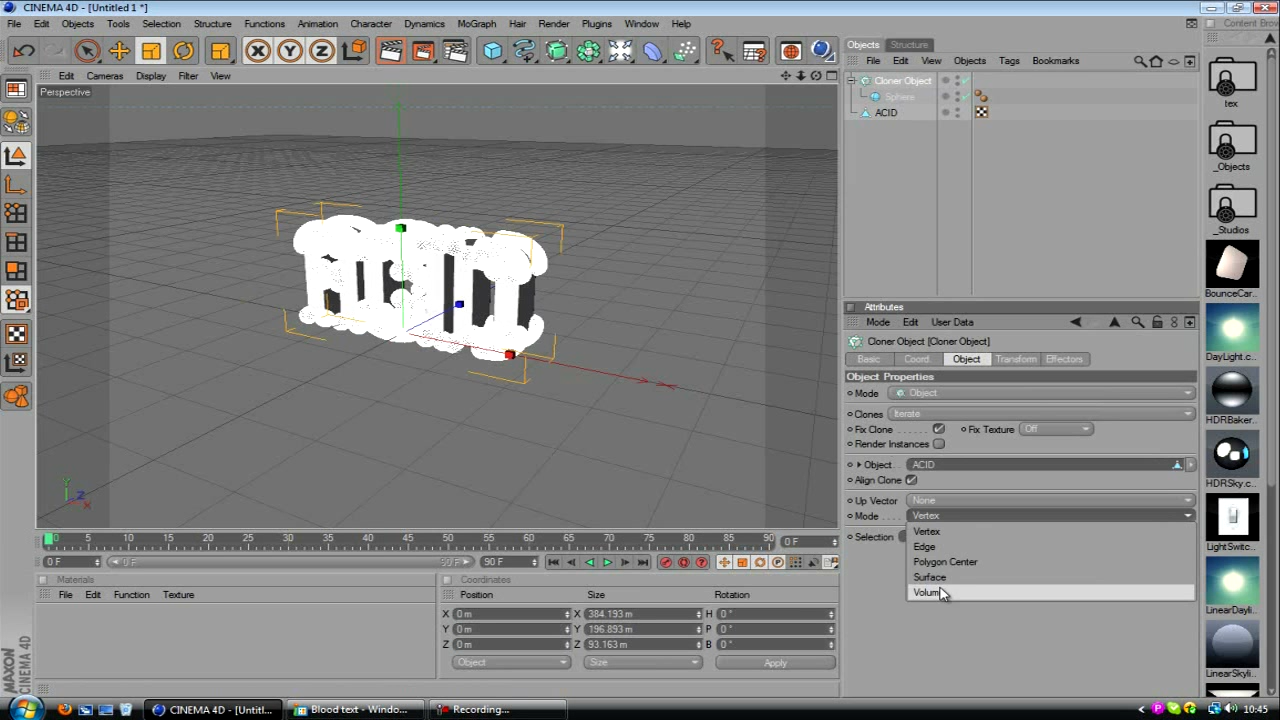 CINEMA 4D - [Untitled 1 *]
File Edit Objects Tools Selection Structure Functions Animation Character Dynamics MoGraph Hair Render Plugins Window Help
Content Brow
Edit Cameras Display Filter View
Perspective
Y Z X
0 5 10 15 20 25 30 35 40 45 50 55 60 65 70 75 80 85 90
0 F
0 F 0 F 90 F 90 F
Materials
File Edit Function Texture
Coordinates
Position Size Rotation
X 0 m X 384.193 m H 0 °
Y 0 m Y 196.893 m P 0 °
Z 0 m Z 93.163 m B 0 °
Object Size Apply
MAXON CINEMA 4D
Objects Structure
File Edit View Objects Tags Bookmarks
Cloner Object
Sphere
ACID
Attributes
Mode Edit User Data
Cloner Object [Cloner Object]
Basic Coord. Object Transform Effectors
Object Properties
Mode Object
Clones Iterate
Fix Clone Fix Texture Off
Render Instances
Object ACID
Align Clone
Up Vector None
Mode Vertex
Selection
Vertex
Edge
Polygon Center
Surface
Volum
tex
_Objects
_Studios
BounceCar..
DayLight.c..
HDRBaker..
HDRSky.c..
LightSwitc..
LinearDayli..
LinearSkyli..
CINEMA 4D - [Untitl...
Blood text - Windo...
Recording...
10:45